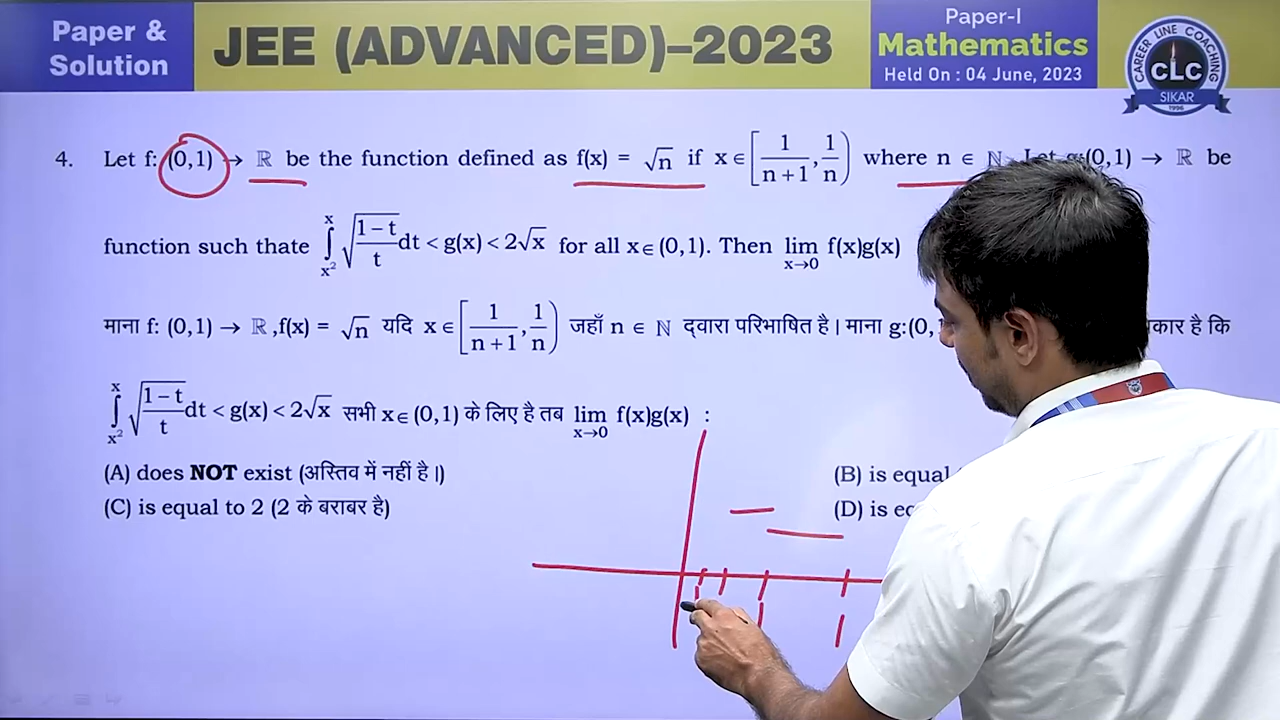 Paper &
Solution
JEE (ADVANCED)–2023
Paper-I
Mathematics
Held On : 04 June, 2023
CAREER LINE COACHING
CLC
SIKAR
1996
4. Let f: (0,1) → ℝ be the function defined as f(x) = √n if x ∈ [1/(n+1), 1/n) where n ∈ ℕ. Let g:(0,1) → ℝ be
function such thate ∫_{x²}^{x} √((1−t)/t) dt < g(x) < 2√x for all x ∈ (0,1). Then lim_{x→0} f(x)g(x)
माना f: (0,1) → ℝ ,f(x) = √n यदि x ∈ [1/(n+1), 1/n) जहाँ n ∈ ℕ द्वारा परिभाषित है। माना g:(0, है कि
∫_{x²}^{x} √((1−t)/t) dt < g(x) < 2√x सभी x ∈ (0,1) के लिए है तब lim_{x→0} f(x)g(x) :
(A) does NOT exist (अस्तिव में नहीं है।)
(B) is equal
(C) is equal to 2 (2 के बराबर है)
(D) is